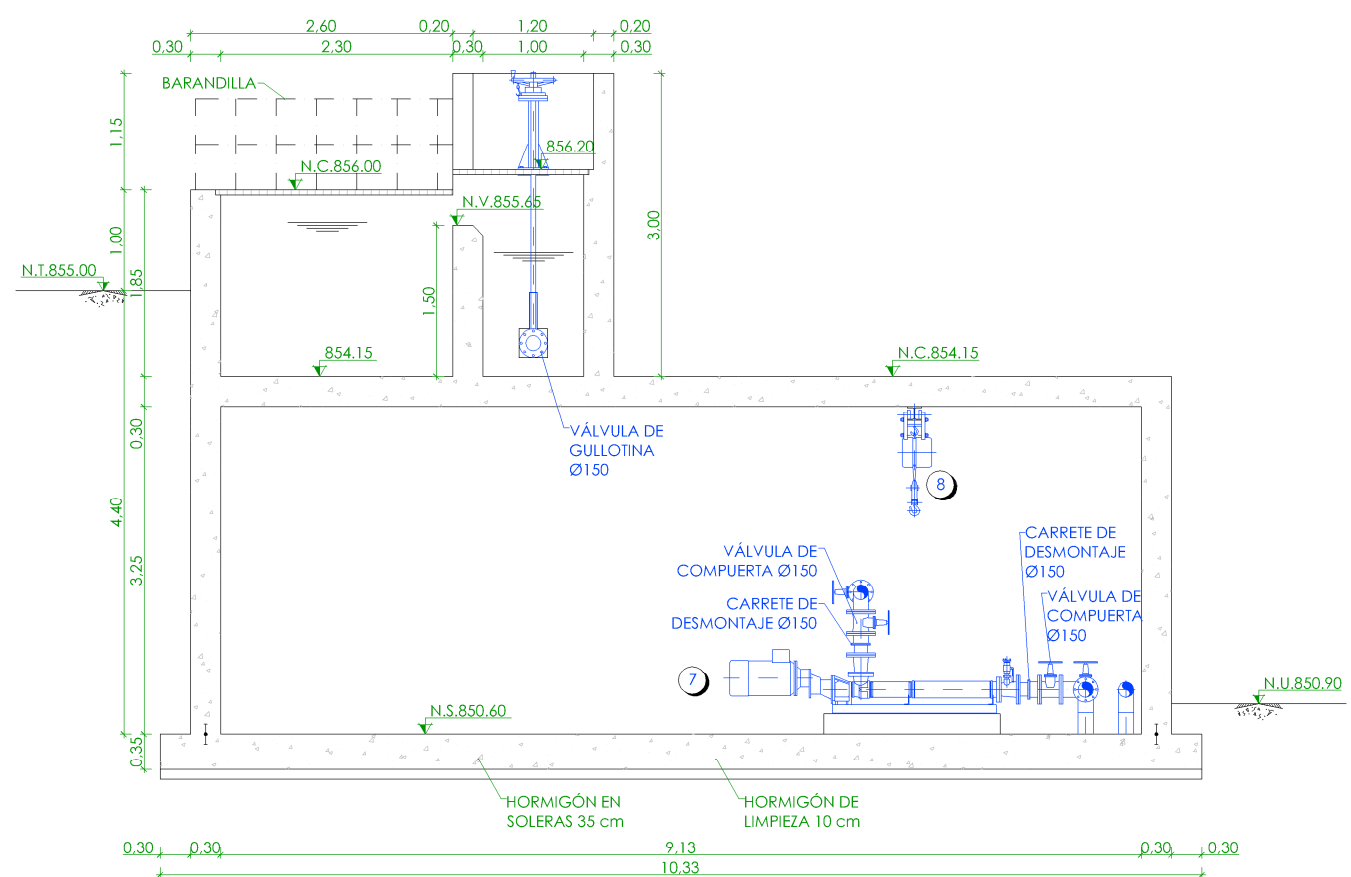 2,60
0,20
1,20
0,20
0,30
2,30
0,30
1,00
0,30
BARANDILLA
1,15
856.20
N.C.856.00
N.V.855.65
1,00
3,00
N.T.855.00
1,85
1,50
854.15
N.C.854.15
0,30
VÁLVULA DE
GULLOTINA
Ø150
8
4,40
3,25
VÁLVULA DE
COMPUERTA Ø150
CARRETE DE
DESMONTAJE Ø150
CARRETE DE
DESMONTAJE
Ø150
VÁLVULA DE
COMPUERTA
Ø150
7
N.U.850.90
N.S.850.60
0,35
HORMIGÓN EN
SOLERAS 35 cm
HORMIGÓN DE
LIMPIEZA 10 cm
0,30
0,30
9,13
0,30
0,30
10,33